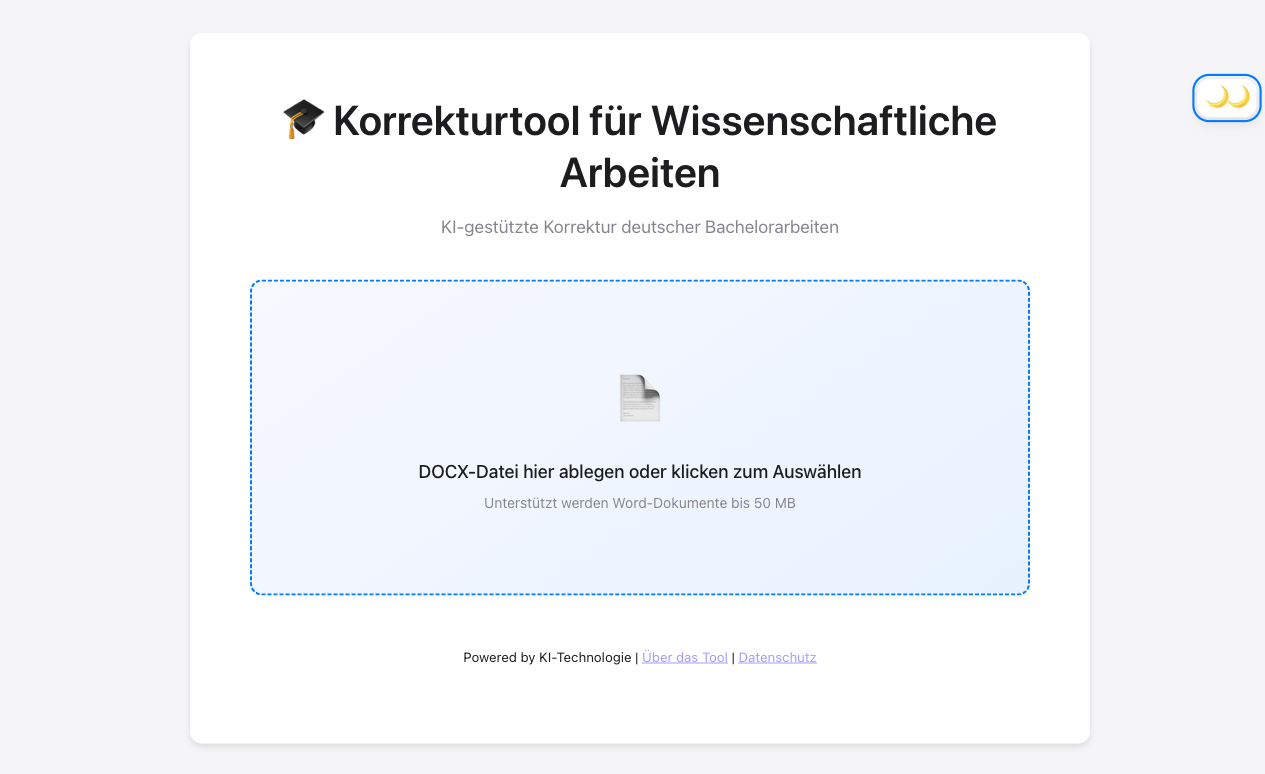 🎓 Korrekturtool für Wissenschaftliche
Arbeiten
KI-gestützte Korrektur deutscher Bachelorarbeiten
DOCX-Datei hier ablegen oder klicken zum Auswählen
Unterstützt werden Word-Dokumente bis 50 MB
Powered by KI-Technologie | Über das Tool | Datenschutz